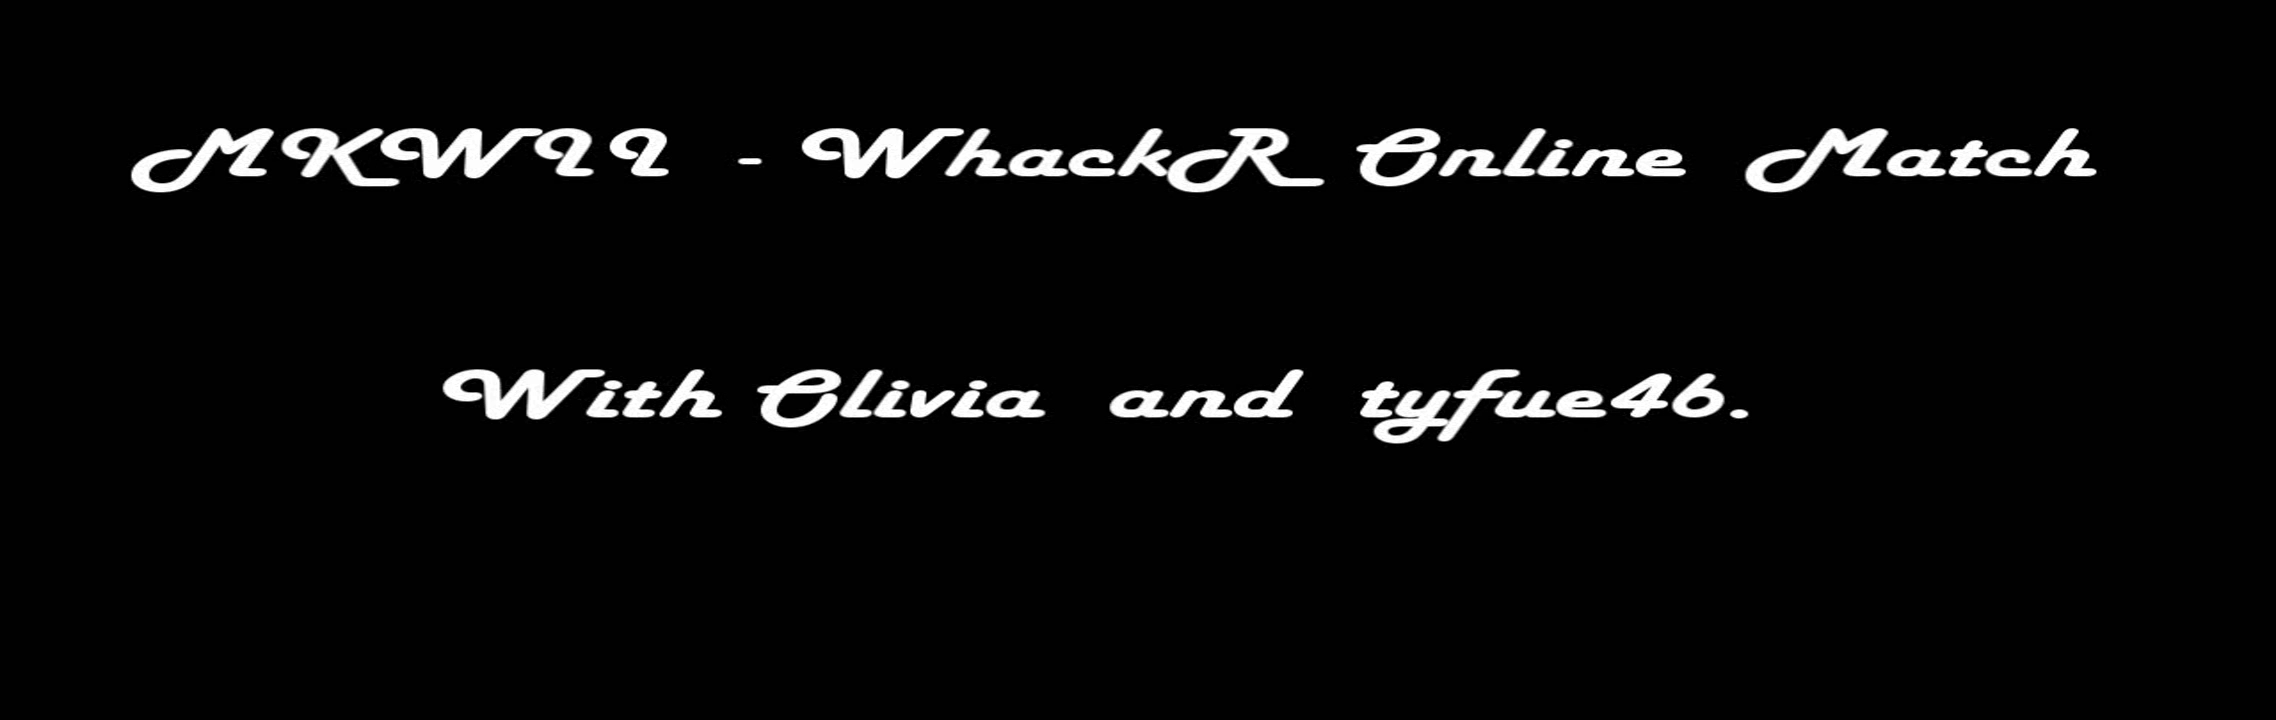 MKWII - WhackR Online Match
With Olivia and tyfue46.